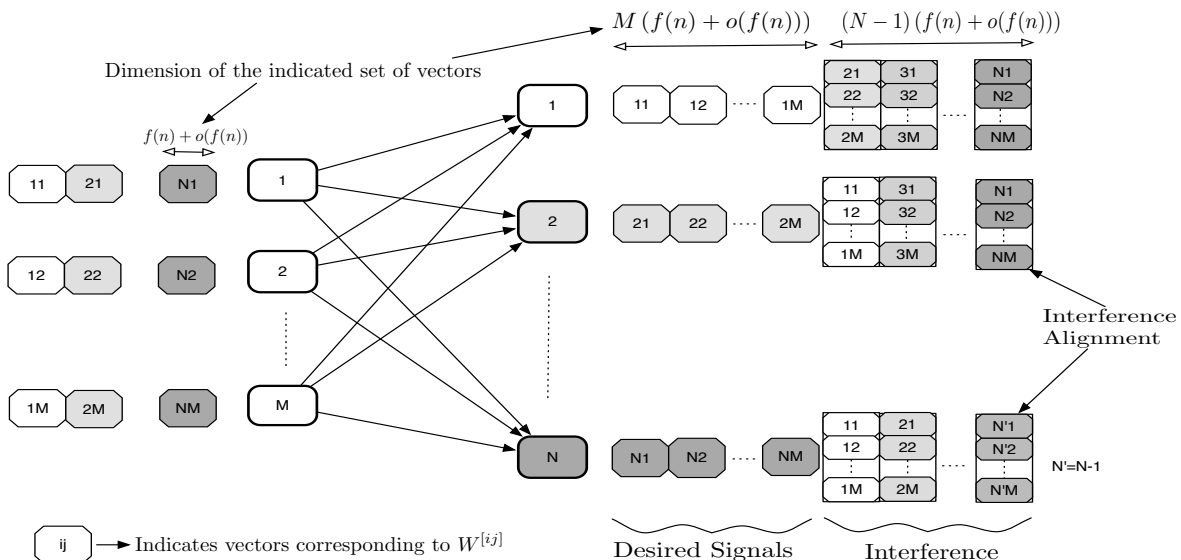 M (f(n) + o(f(n))) (N − 1) (f(n) + o(f(n)))
Dimension of the indicated set of vectors
f(n) + o(f(n))
11 21 N1
12 22 N2
1M 2M NM
1
2
M
1
2
N
11 12 1M
21 31 N1
22 32 N2
2M 3M NM
21 22 2M
11 31 N1
12 32 N2
1M 3M NM
Interference
Alignment
N1 N2 NM
11 21 N'1
12 22 N'2
1M 2M N'M
N'=N-1
ij Indicates vectors corresponding to W^{[ij]}
Desired Signals Interference